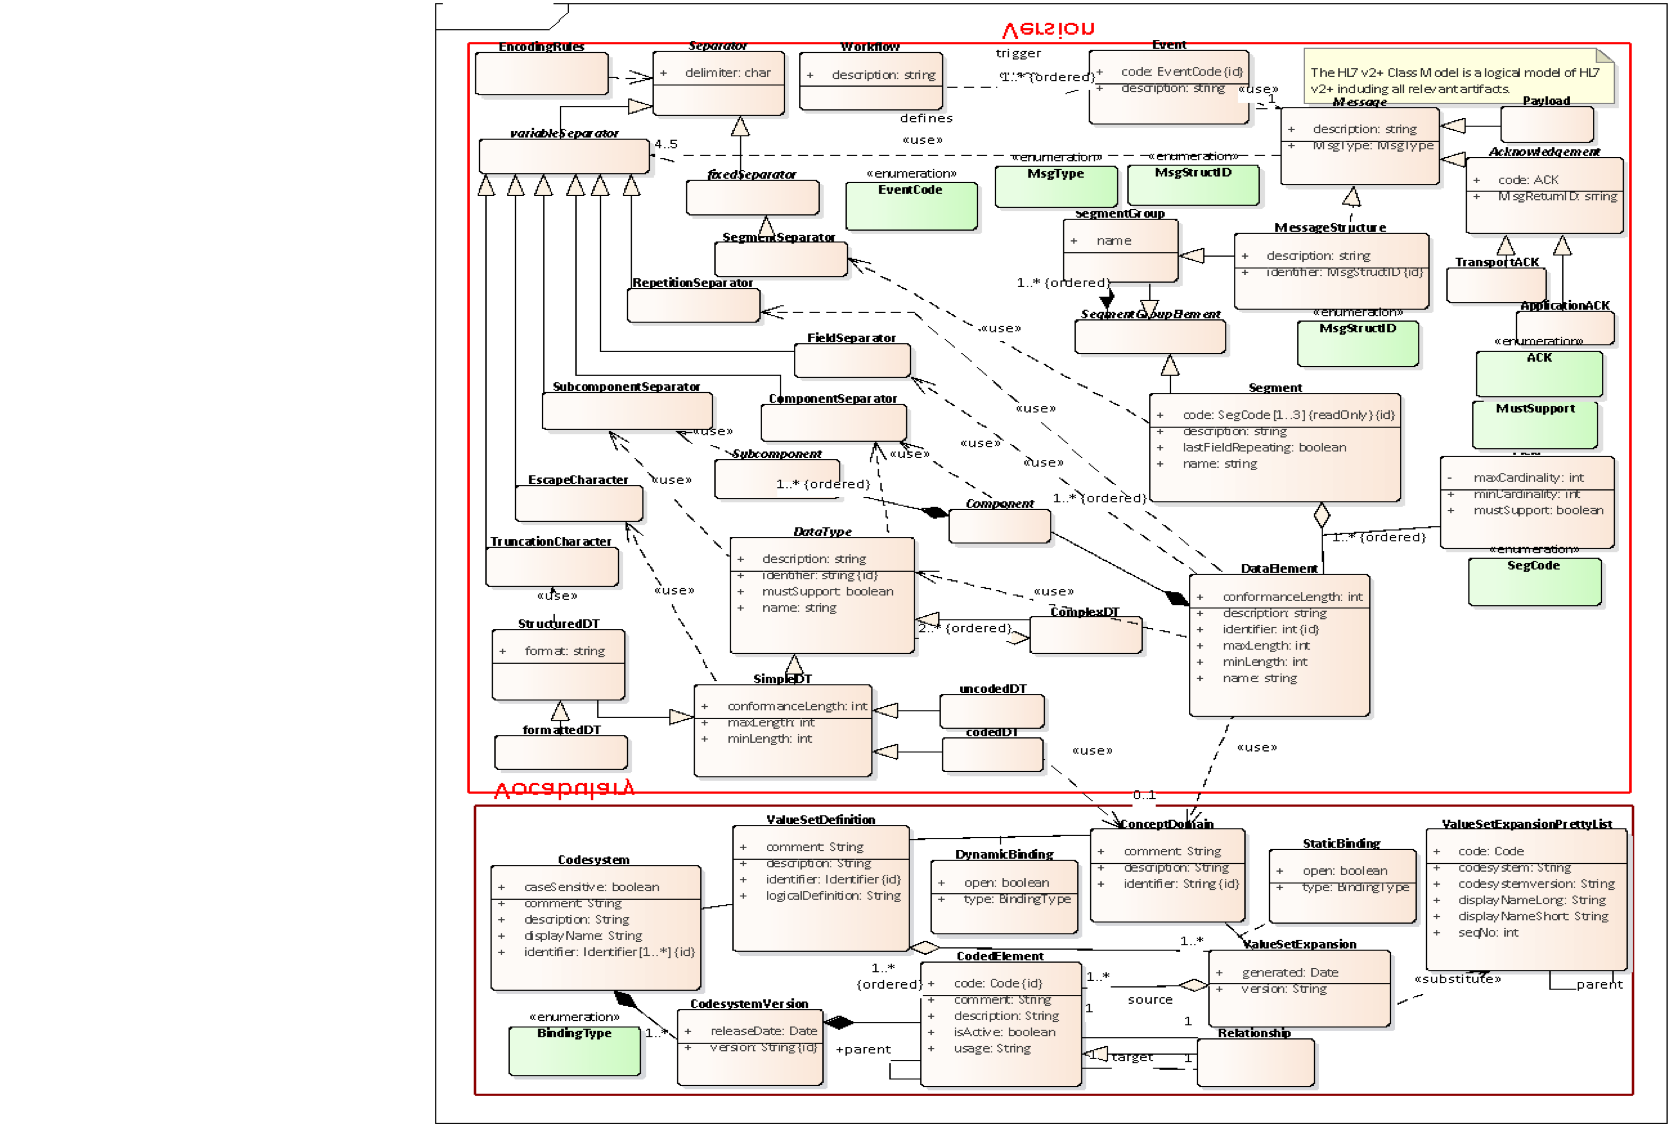 Version
EncodingRules
Separator
+ delimiter: char
Workflow
+ description: string
trigger
1..* {ordered}
defines
Event
+ code: EventCode {id}
+ description: string
«use»
1
The HL7 v2+ Class Model is a logical model of HL7
v2+ including all relevant artifacts.
Message
+ description: string
+ MsgType: MsgType
Payload
Acknowledgement
+ code: ACK
+ MsgReturnID: string
variableSeparator
4..5
«use»
fixedSeparator
«enumeration»
EventCode
«enumeration»
MsgType
«enumeration»
MsgStructID
SegmentGroup
+ name
1..* {ordered}
MessageStructure
+ description: string
+ identifier: MsgStructID {id}
TransportACK
ApplicationACK
SegmentSeparator
RepetitionSeparator
SegmentGroupElement
«enumeration»
MsgStructID
«enumeration»
ACK
MustSupport
FieldSeparator
«use»
SubcomponentSeparator
ComponentSeparator
Segment
+ code: SegCode [1..3] {readOnly} {id}
+ description: string
+ lastFieldRepeating: boolean
+ name: string
«use»
«use»
«use»
«use»
«use»
Subcomponent
1..* {ordered}
- maxCardinality: int
+ minCardinality: int
+ mustSupport: boolean
EscapeCharacter
«use»
Component
1..* {ordered}
1..* {ordered}
TruncationCharacter
DataType
+ description: string
+ identifier: string {id}
+ mustSupport: boolean
+ name: string
«enumeration»
SegCode
DataElement
+ conformanceLength: int
+ description: string
+ identifier: int {id}
+ maxLength: int
+ minLength: int
+ name: string
«use»
«use»
«use»
ComplexDT
2..* {ordered}
StructuredDT
+ format: string
SimpleDT
+ conformanceLength: int
+ maxLength: int
+ minLength: int
uncodedDT
codedDT
formattedDT
«use»
«use»
Vocabulary
0..1
ValueSetDefinition
+ comment: String
+ description: String
+ identifier: Identifier {id}
+ logicalDefinition: String
ConceptDomain
+ comment: String
+ description: String
+ identifier: String {id}
ValueSetExpansionPrettyList
+ code: Code
+ codesystem: String
+ codesystemversion: String
+ displayNameLong: String
+ displayNameShort: String
+ seqNo: int
StaticBinding
+ open: boolean
+ type: BindingType
DynamicBinding
+ open: boolean
+ type: BindingType
Codesystem
+ caseSensitive: boolean
+ comment: String
+ description: String
+ displayName: String
+ identifier: Identifier [1..*] {id}
1..*
ValueSetExpansion
+ generated: Date
+ version: String
«substitute»
parent
CodedElement
+ code: Code {id}
+ comment: String
+ description: String
+ isActive: boolean
+ usage: String
1..*
{ordered}
1..*
source
1
1
CodesystemVersion
+ releaseDate: Date
+ version: String {id}
«enumeration»
BindingType
1..*
+parent
Relationship
1
target
1